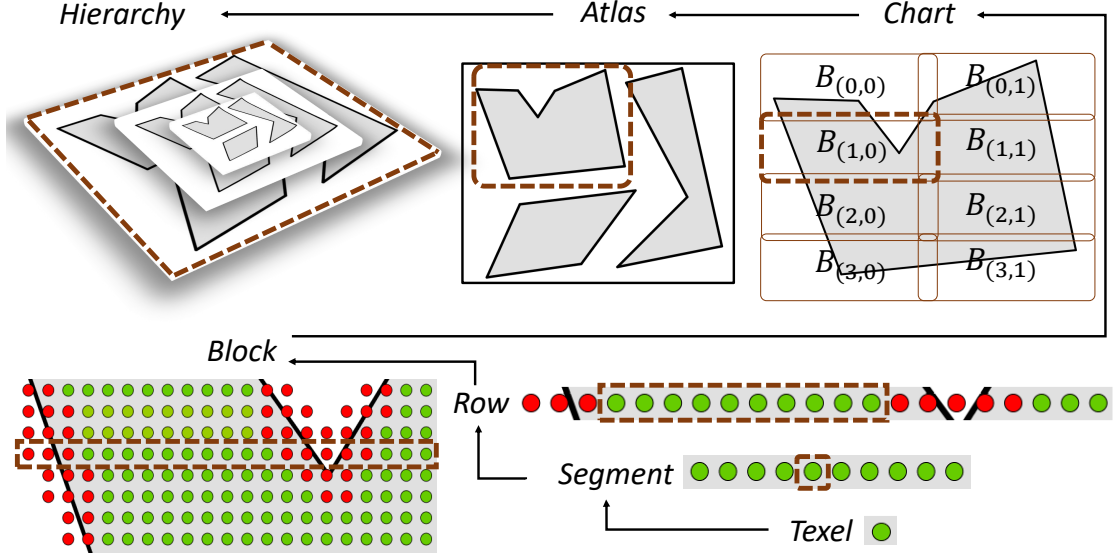 Hierarchy
Atlas
Chart
B(0,0)
B(0,1)
B(1,0)
B(1,1)
B(2,0)
B(2,1)
B(3,0)
B(3,1)
Block
Row
Segment
Texel